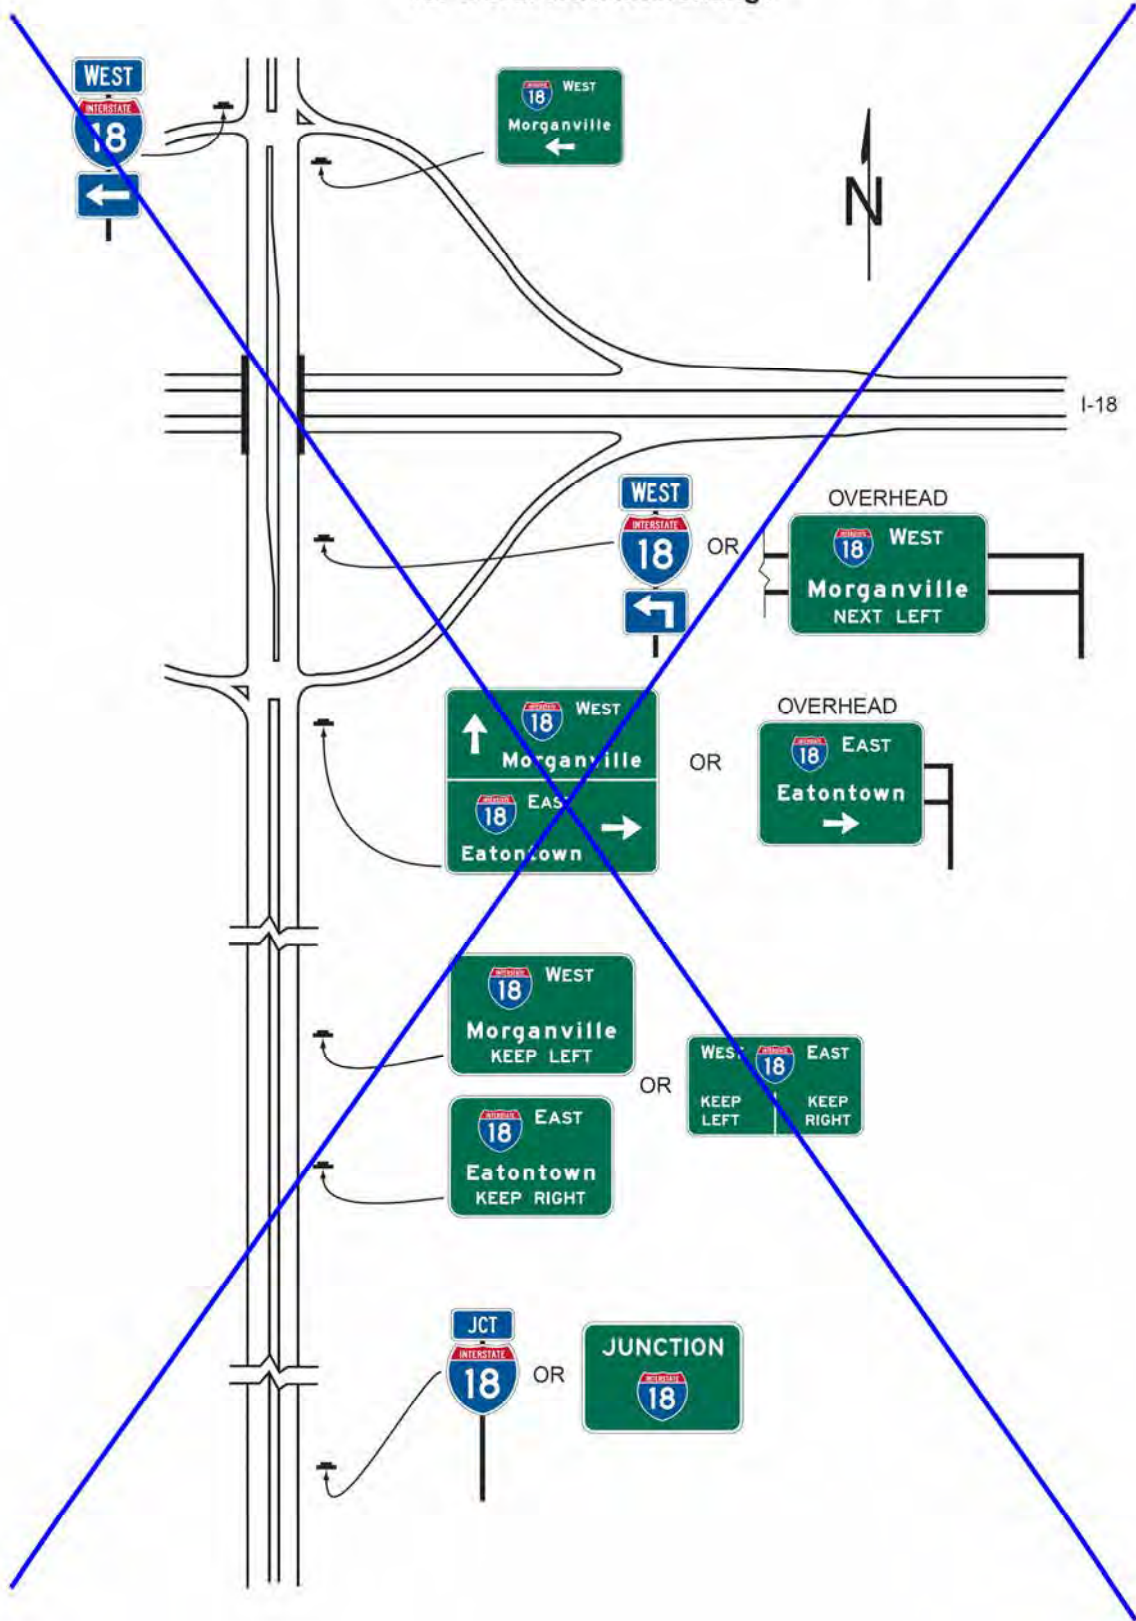 WEST
INTERSTATE
18
INTERSTATE
18 WEST
Morganville
N
I-18
WEST
INTERSTATE
18
OR
OVERHEAD
INTERSTATE
18 WEST
Morganville
NEXT LEFT
INTERSTATE
18 WEST
Morganville
INTERSTATE
18 EAST
Eatontown
OR
OVERHEAD
INTERSTATE
18 EAST
Eatontown
INTERSTATE
18 WEST
Morganville
KEEP LEFT
INTERSTATE
18 EAST
Eatontown
KEEP RIGHT
OR
WEST INTERSTATE 18 EAST
KEEP KEEP
LEFT RIGHT
JCT
INTERSTATE
18
OR
JUNCTION
INTERSTATE
18